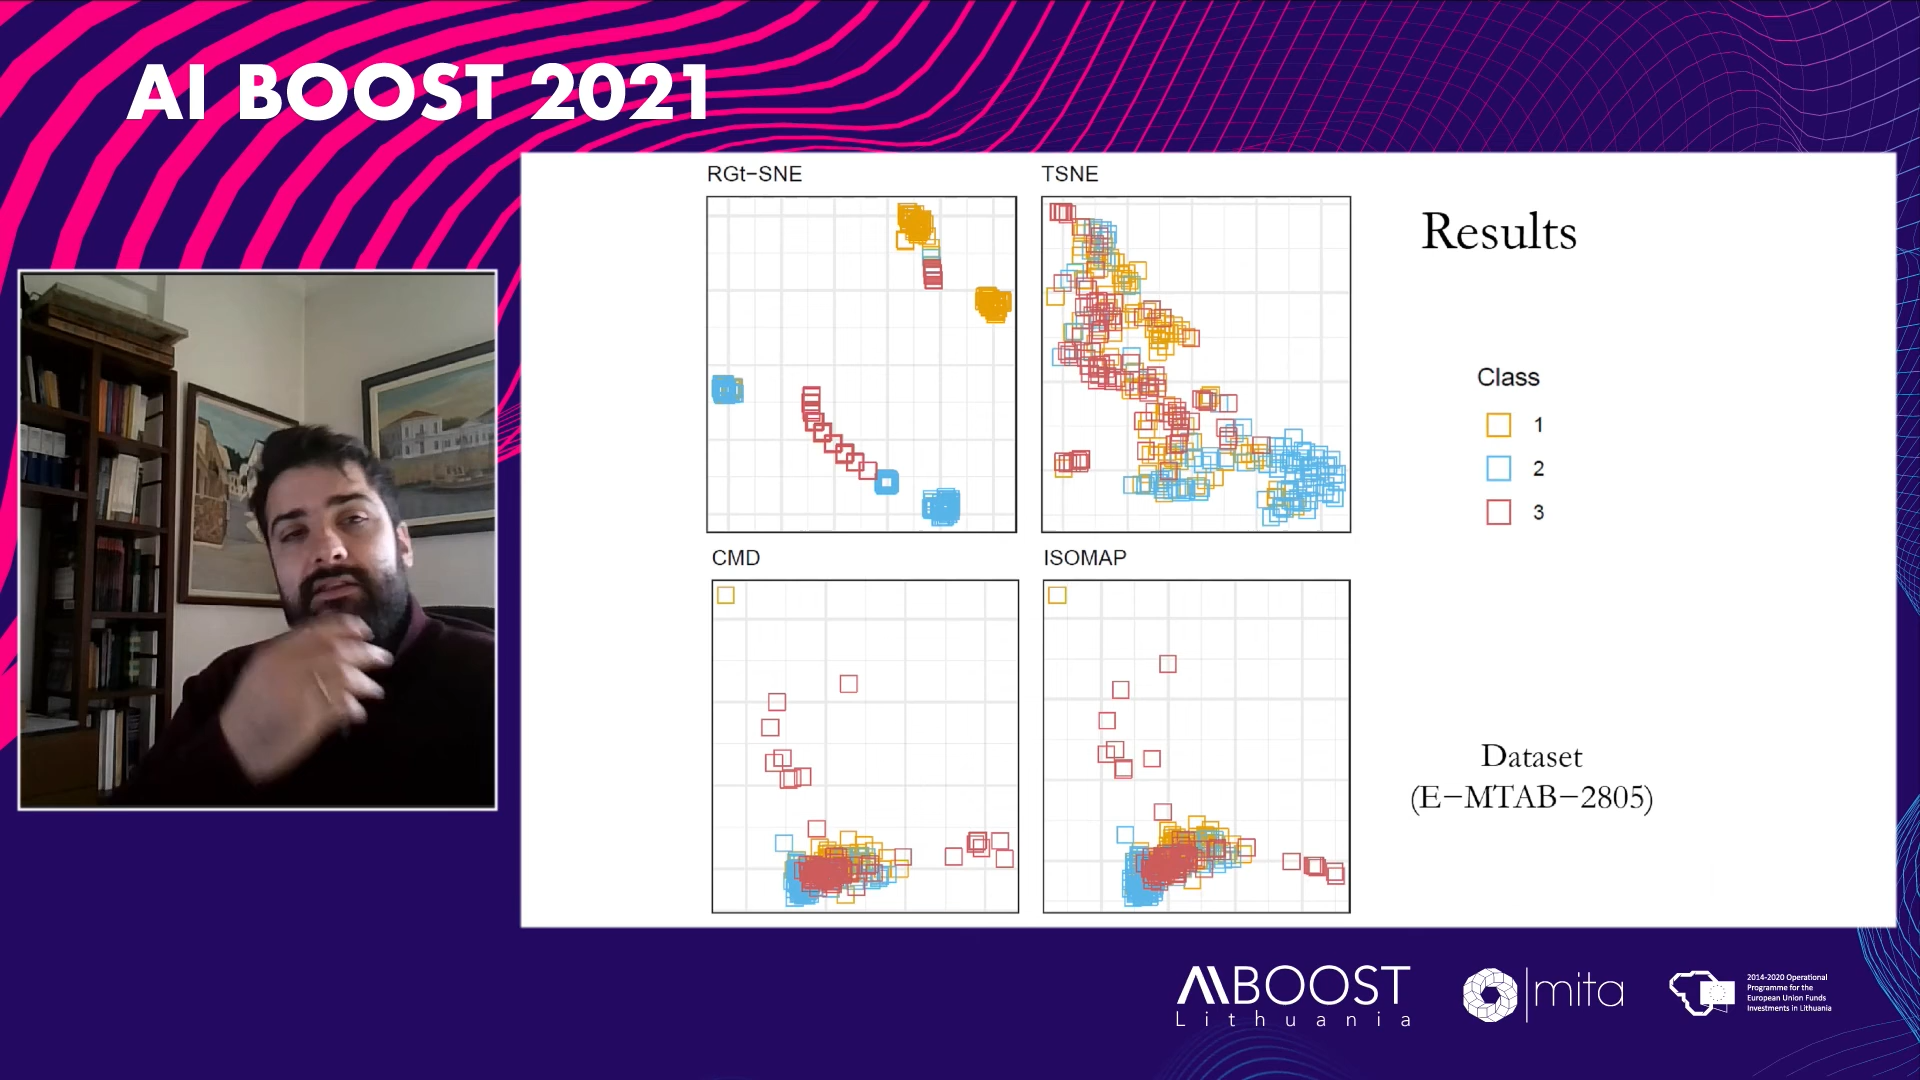 AI BOOST 2021
RGt−SNE
TSNE
Results
Class
1
2
3
CMD
ISOMAP
Dataset
(E−MTAB−2805)
AIBOOST
Lithuania
mita
2014-2020 Operational
Programme for the
European Union Funds
Investments in Lithuania